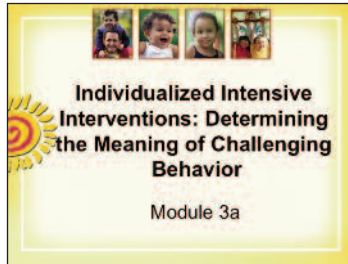 Individualized Intensive
Interventions: Determining
the Meaning of Challenging
Behavior
Module 3a